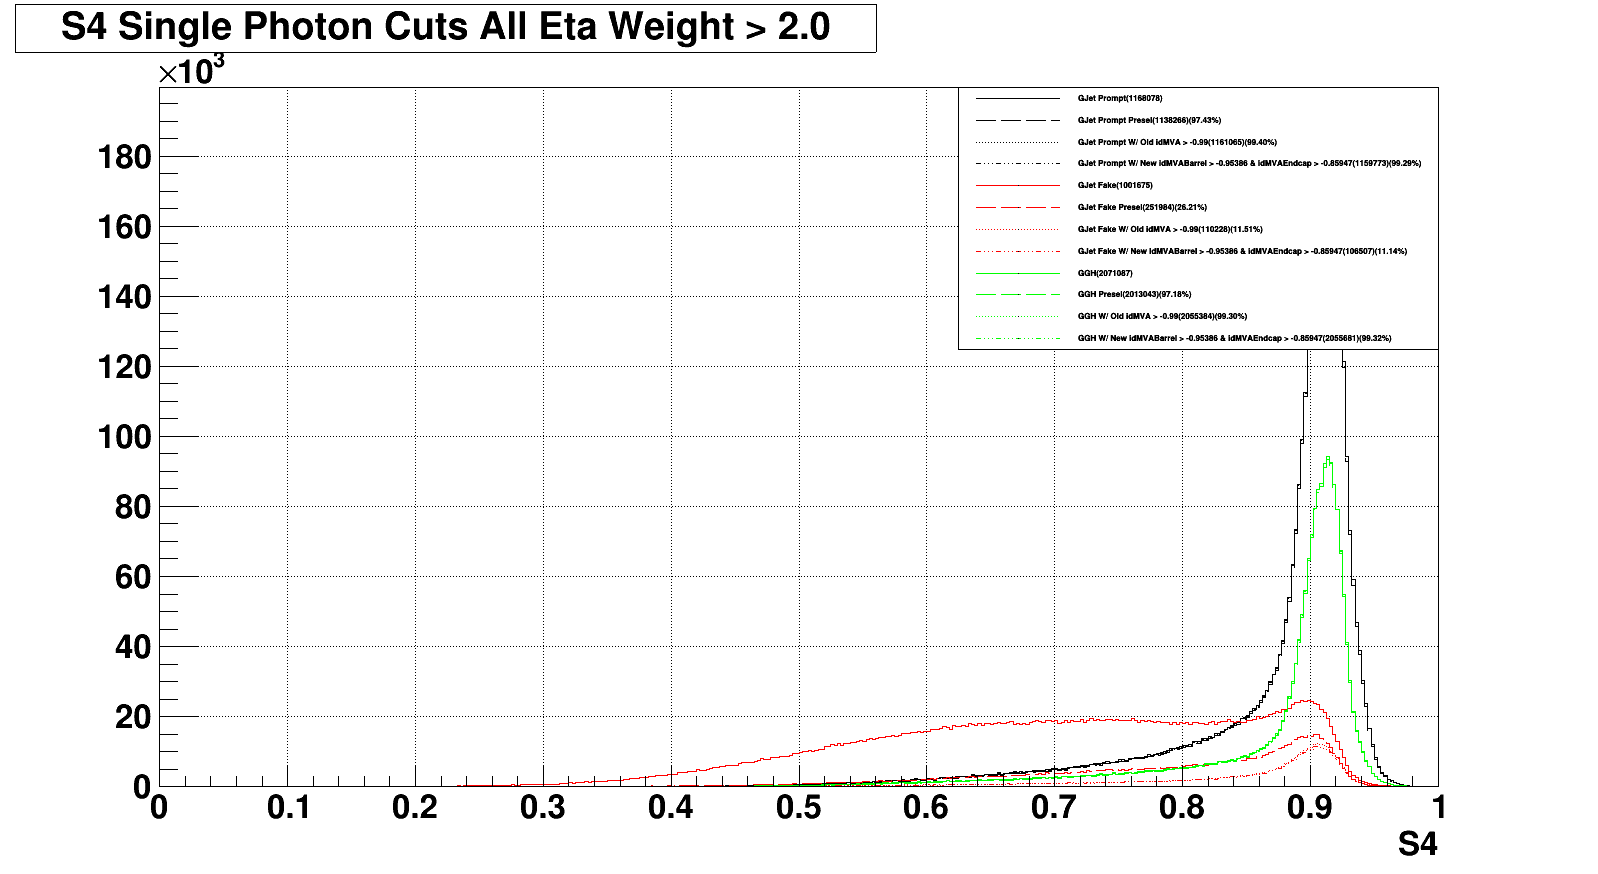 S4 Single Photon Cuts All Eta Weight > 2.0
×10³
GJet Prompt(1168078)
GJet Prompt Presel(1138266)(97.43%)
GJet Prompt W/ Old idMVA > -0.99(1161065)(99.40%)
GJet Prompt W/ New idMVABarrel > -0.95386 & idMVAEndcap > -0.85947(1159773)(99.29%)
GJet Fake(1001675)
GJet Fake Presel(251984)(26.21%)
GJet Fake W/ Old idMVA > -0.99(110228)(11.51%)
GJet Fake W/ New idMVABarrel > -0.95386 & idMVAEndcap > -0.85947(106507)(11.14%)
GGH(2071087)
GGH Presel(2013043)(97.18%)
GGH W/ Old idMVA > -0.99(2055384)(99.30%)
GGH W/ New idMVABarrel > -0.95386 & idMVAEndcap > -0.85947(2055681)(99.32%)
180
160
140
120
100
80
60
40
20
0
0 0.1 0.2 0.3 0.4 0.5 0.6 0.7 0.8 0.9 1
S4